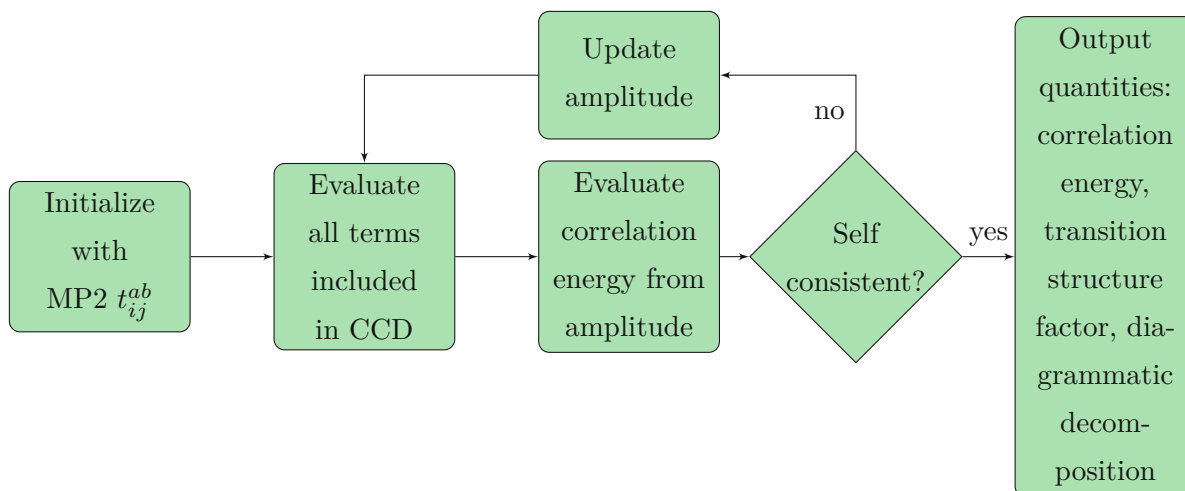 Initialize
with
MP2 $t_{ij}^{ab}$
Evaluate
all terms
included
in CCD
Update
amplitude
Evaluate
correlation
energy from
amplitude
Self
consistent?
no
yes
Output
quantities:
correlation
energy,
transition
structure
factor, dia-
grammatic
decom-
position